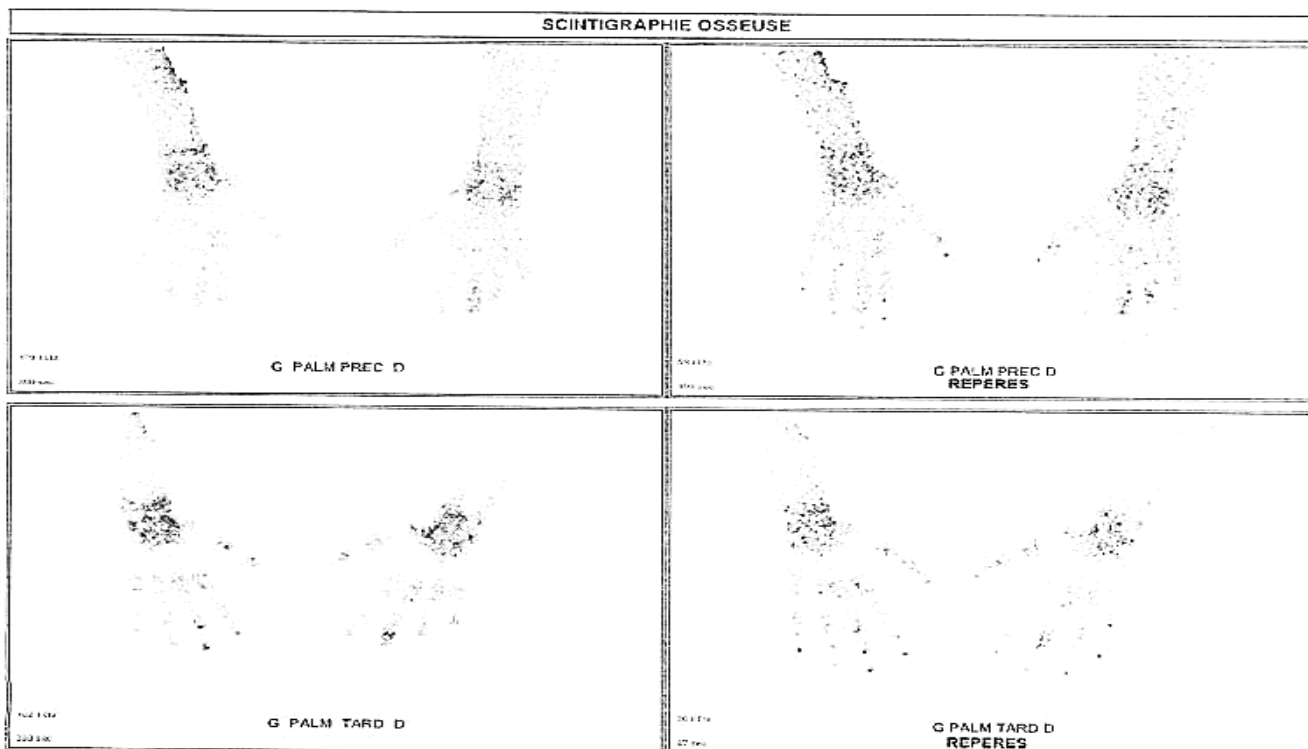 SCINTIGRAPHIE OSSEUSE
G PALM PREC D
G PALM PREC D
REPERES
G PALM TARD D
G PALM TARD D
REPERES